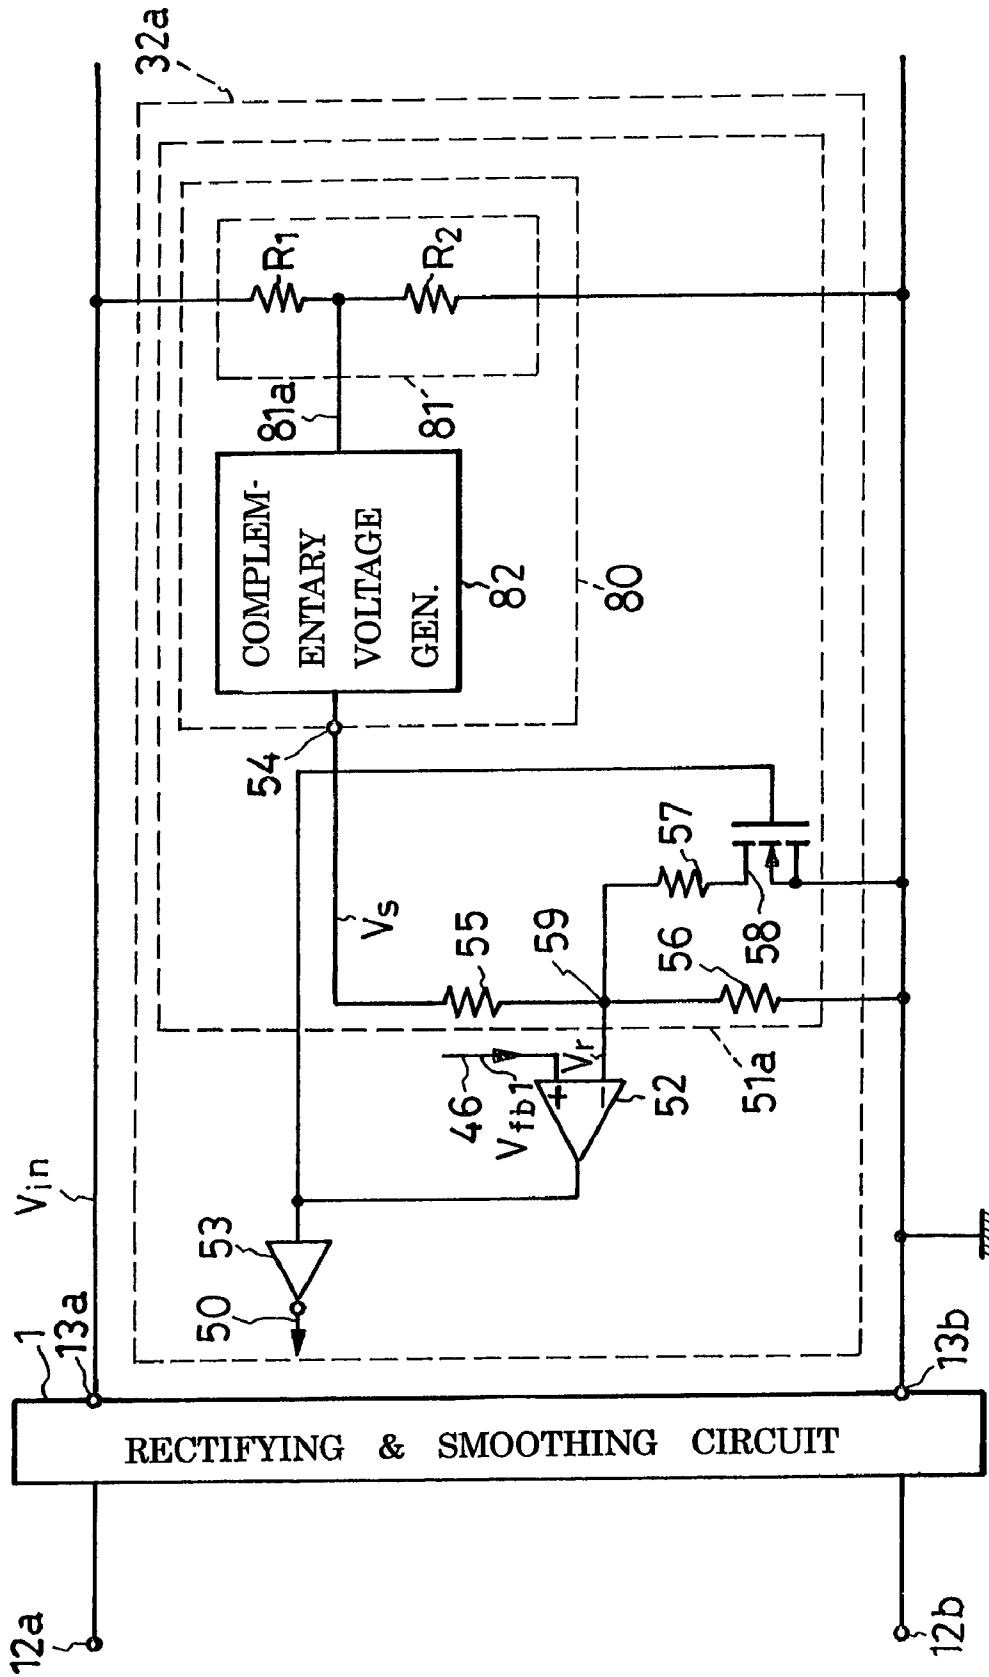 32a
R1
R2
81a
81
COMPLEM-
ENTARY
VOLTAGE
GEN.
82
80
54
Vs
55
59
57
58
56
46
Vfb1
Vr
+
−
52
51a
Vin
53
50
1
13a
13b
RECTIFYING & SMOOTHING CIRCUIT
12a
12b